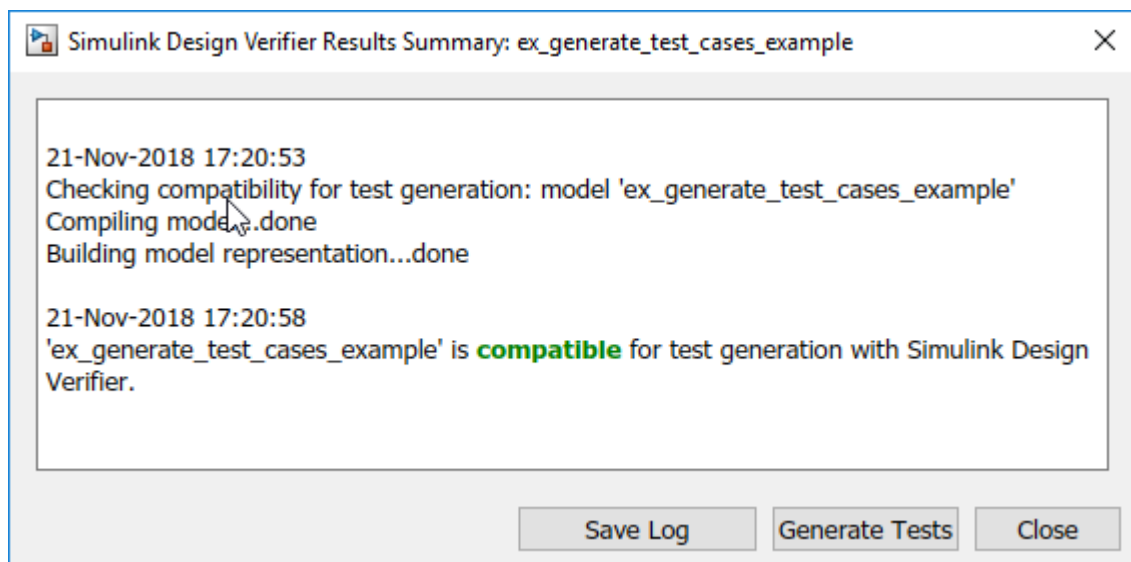 Simulink Design Verifier Results Summary: ex_generate_test_cases_example
21-Nov-2018 17:20:53
Checking compatibility for test generation: model 'ex_generate_test_cases_example'
Compiling model...done
Building model representation...done
21-Nov-2018 17:20:58
'ex_generate_test_cases_example' is compatible for test generation with Simulink Design
Verifier.
Save Log
Generate Tests
Close